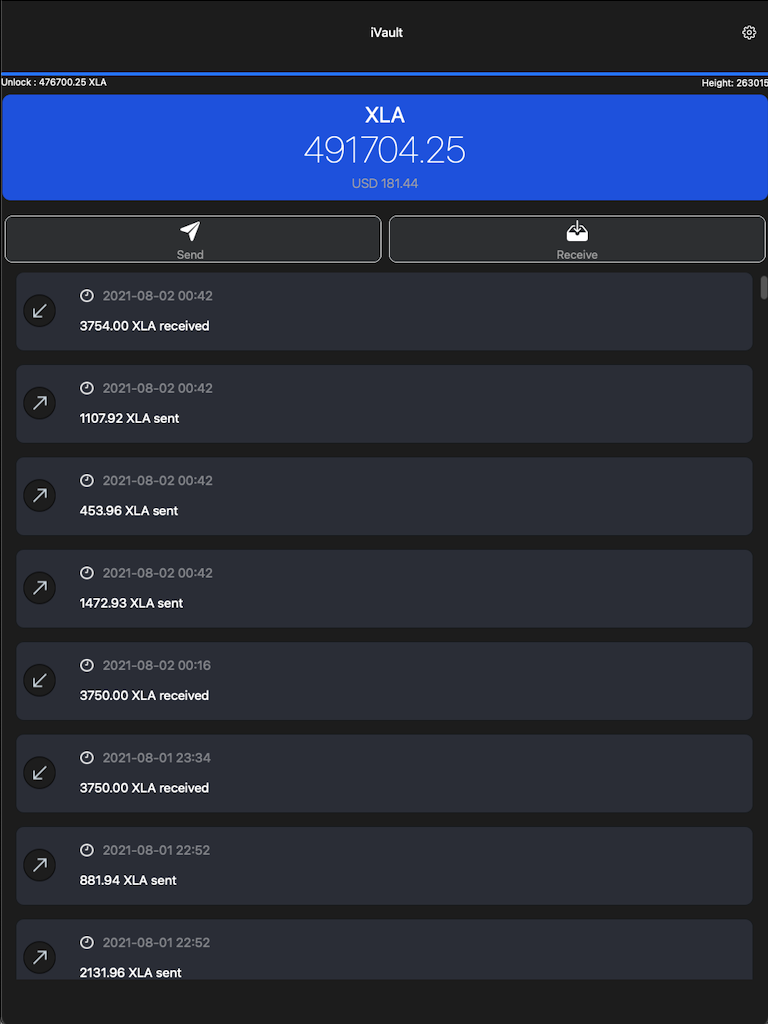 iVault
Unlock : 476700.25 XLA
Height: 263015
XLA
491704.25
USD 181.44
Send
Receive
2021-08-02 00:42
3754.00 XLA received
2021-08-02 00:42
1107.92 XLA sent
2021-08-02 00:42
453.96 XLA sent
2021-08-02 00:42
1472.93 XLA sent
2021-08-02 00:16
3750.00 XLA received
2021-08-01 23:34
3750.00 XLA received
2021-08-01 22:52
881.94 XLA sent
2021-08-01 22:52
2131.96 XLA sent